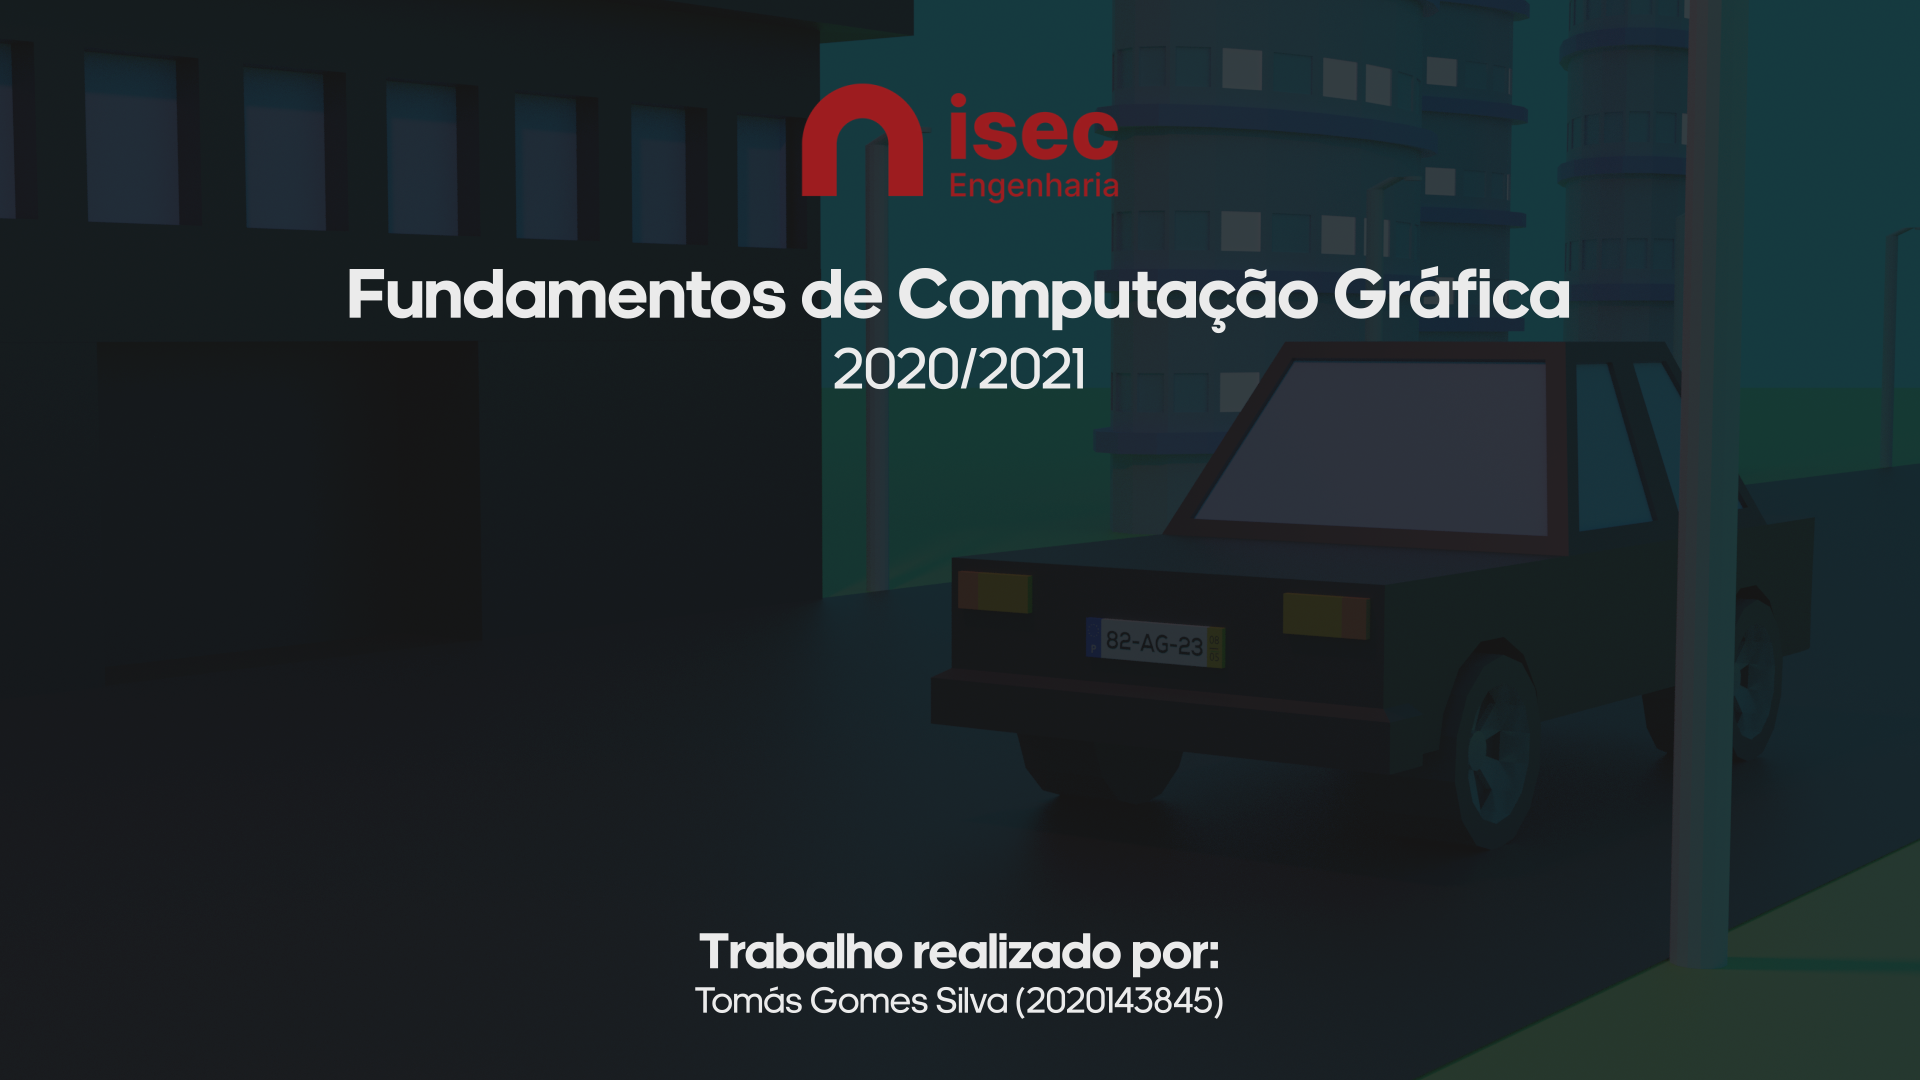 isec
Engenharia
Fundamentos de Computação Gráfica
2020/2021
P 82-AG-23
Trabalho realizado por:
Tomás Gomes Silva (2020143845)